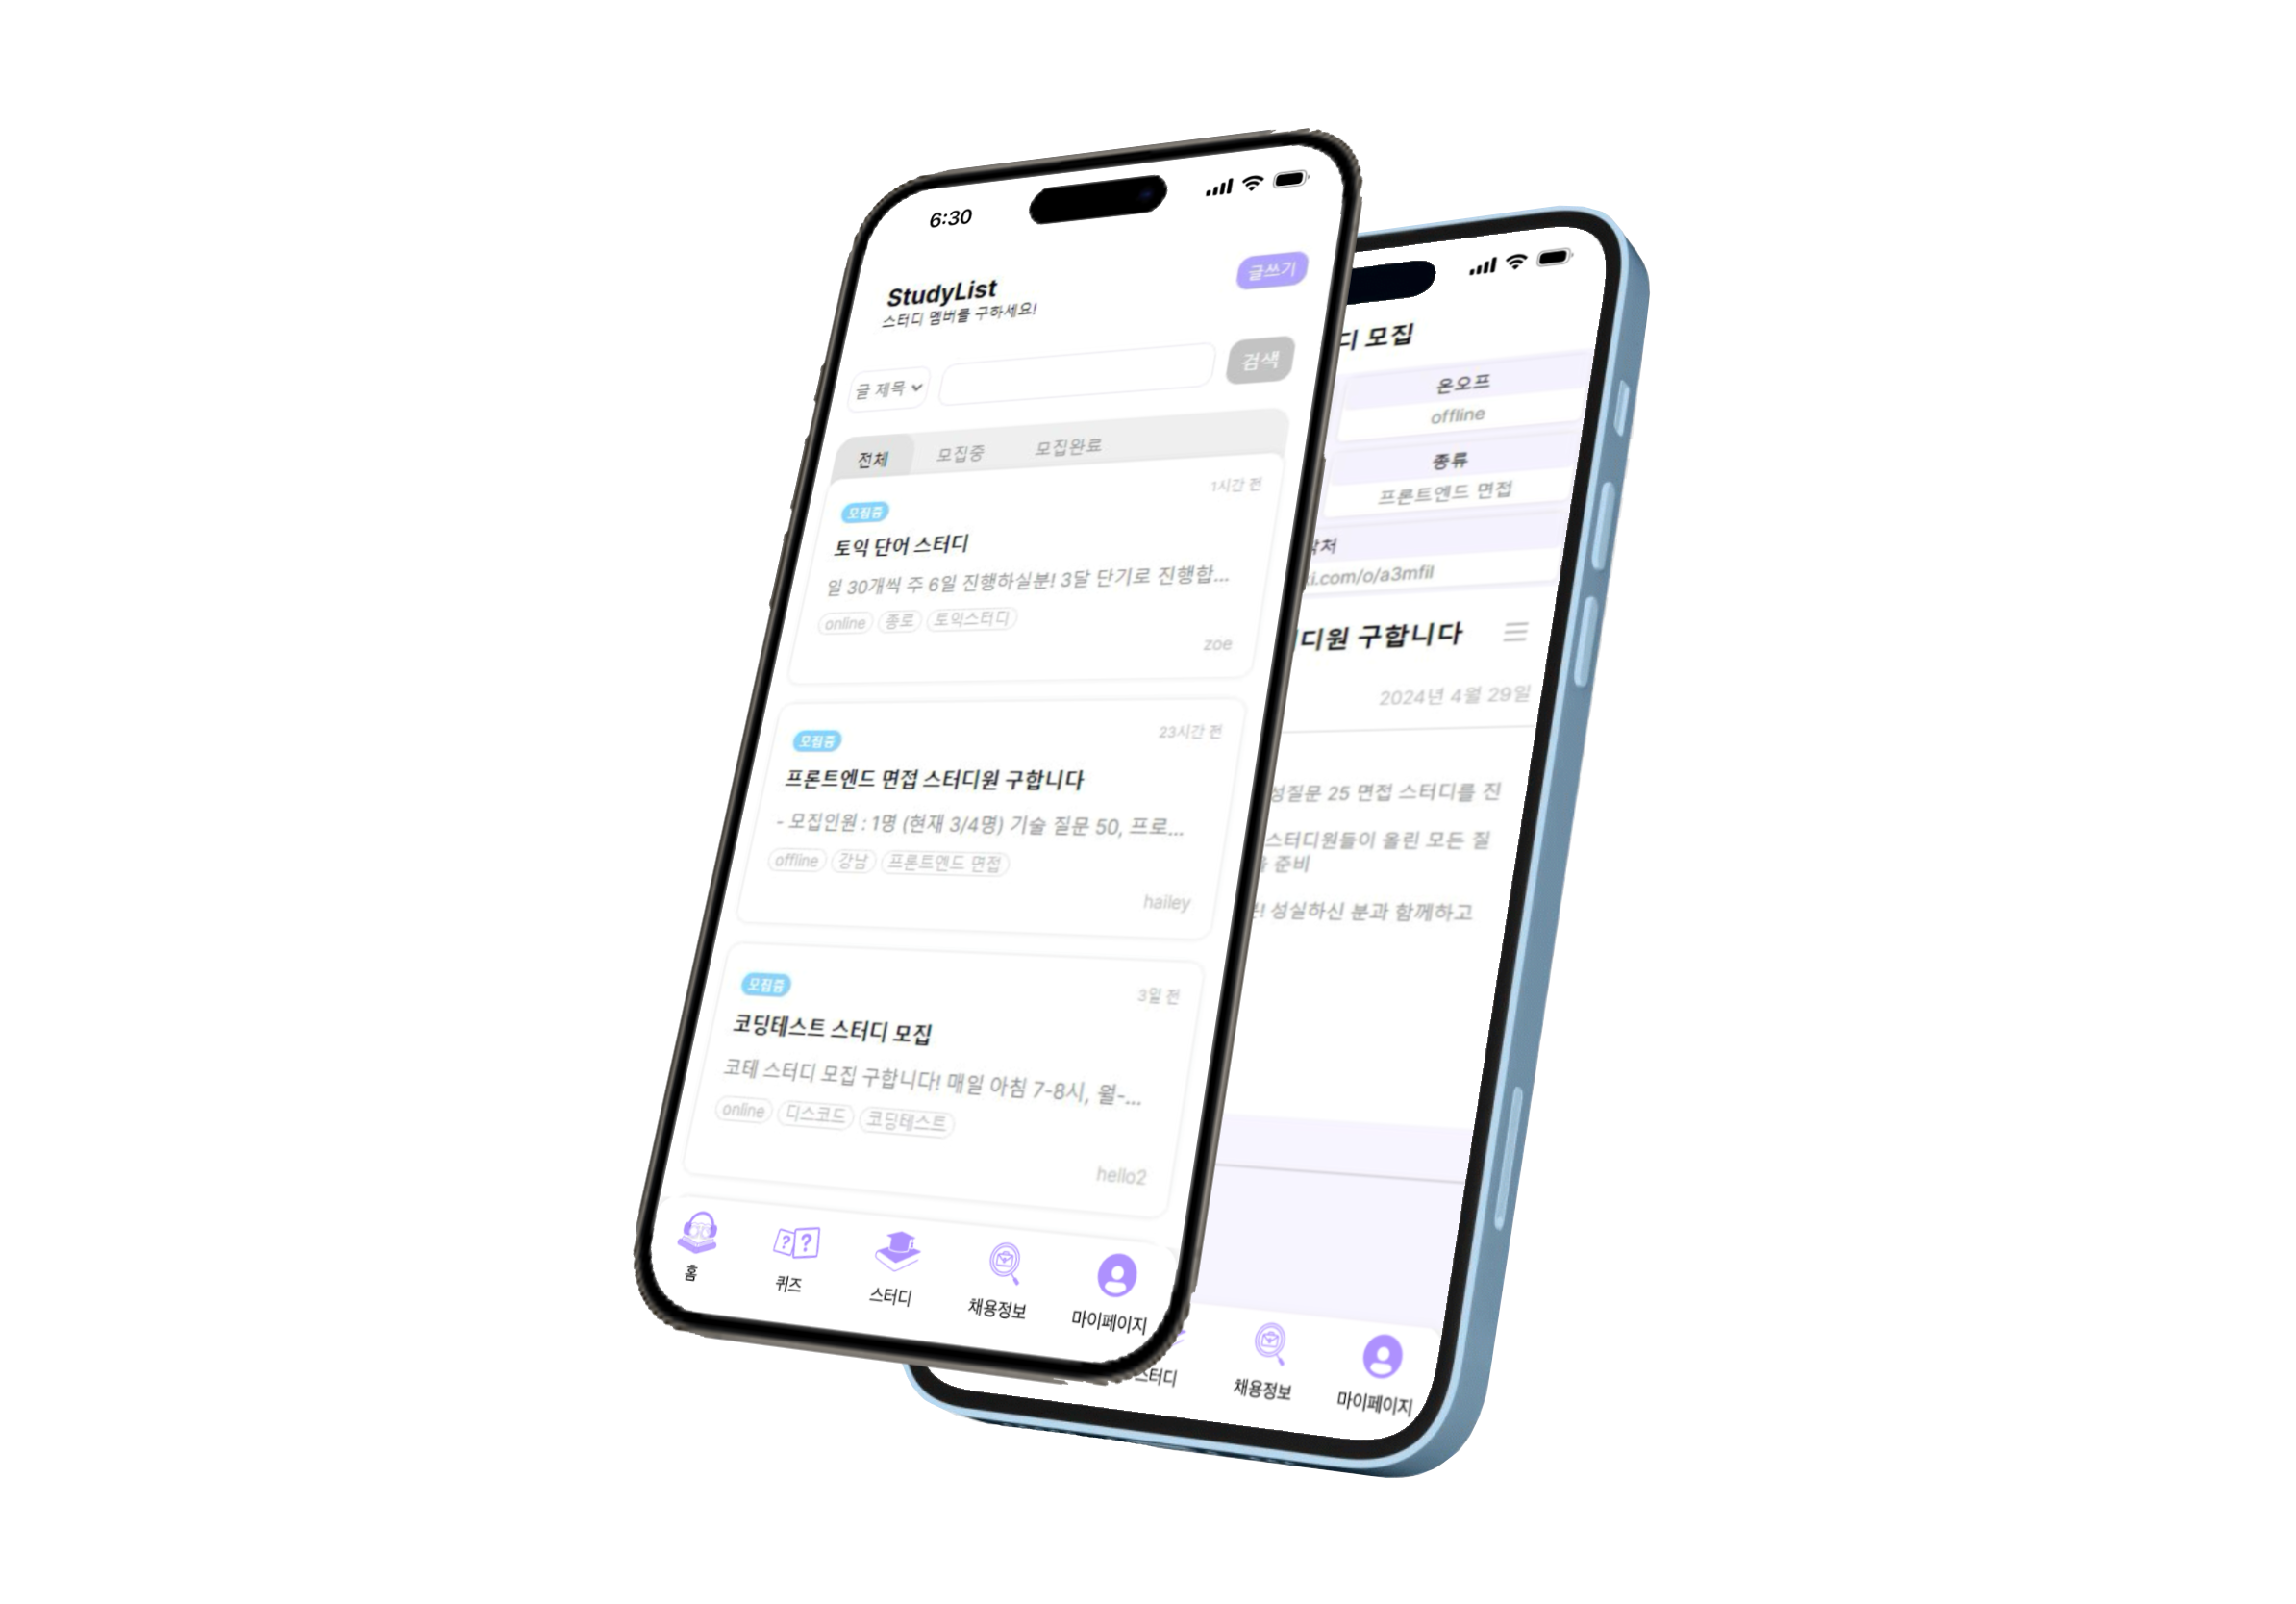 6:30
글쓰기
StudyList
스터디 멤버를 구하세요!
글 제목
검색
전체 모집중 모집완료
1시간 전
모집중
토익 단어 스터디
일 30개씩 주 6일 진행하실분! 3달 단기로 진행합...
online 종로 토익스터디
zoe
23시간 전
모집중
프론트엔드 면접 스터디원 구합니다
- 모집인원 : 1명 (현재 3/4명) 기술 질문 50, 프로...
offline 강남 프론트엔드 면접
hailey
3일 전
모집중
코딩테스트 스터디 모집
코테 스터디 모집 구합니다! 매일 아침 7-8시, 월-...
online 디스코드 코딩테스트
hello2
홈 퀴즈 스터디 채용정보 마이페이지
디 모집
온오프
offline
종류
프론트엔드 면접
락처
ki.com/o/a3mfil
디원 구합니다
2024년 4월 29일
성질문 25 면접 스터디를 진
스터디원들이 올린 모든 질
준비
! 성실하신 분과 함께하고
스터디 채용정보 마이페이지